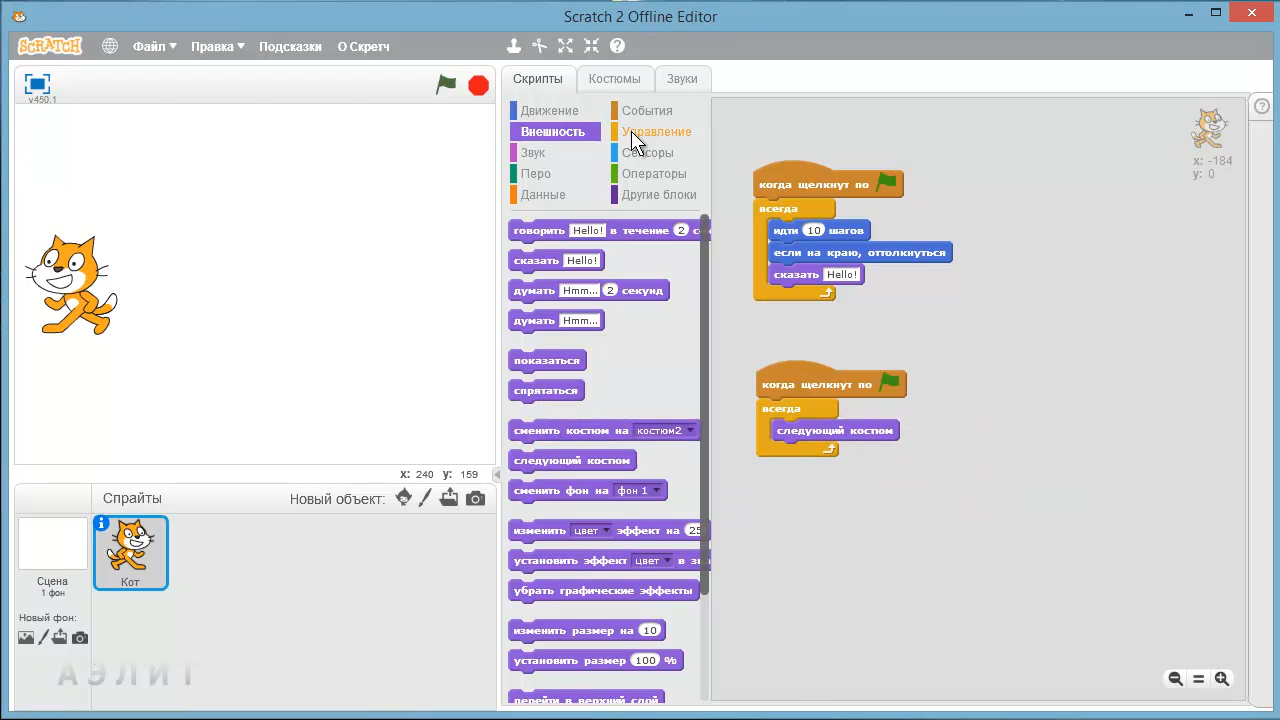 Scratch 2 Offline Editor
SCRATCH Файл Правка Подсказки О Скретч
v450.1
Скрипты Костюмы Звуки
Движение События
Внешность Управление
Звук Сенсоры
Перо Операторы
Данные Другие блоки
говорить Hello! в течение 2
сказать Hello!
думать Hmm... 2 секунд
думать Hmm...
показаться
спрятаться
сменить костюм на костюм2
следующий костюм
сменить фон на фон 1
изменить цвет эффект на 25
установить эффект цвет в
убрать графические эффекты
изменить размер на 10
установить размер 100 %
перейти в верхний слой
x: -184
y: 0
когда щелкнут по
всегда
идти 10 шагов
если на краю, оттолкнуться
сказать Hello!
когда щелкнут по
всегда
следующий костюм
x: 240 y: 159
Спрайты Новый объект:
Сцена
1 фон
Новый фон:
Кот
АЭЛИТ